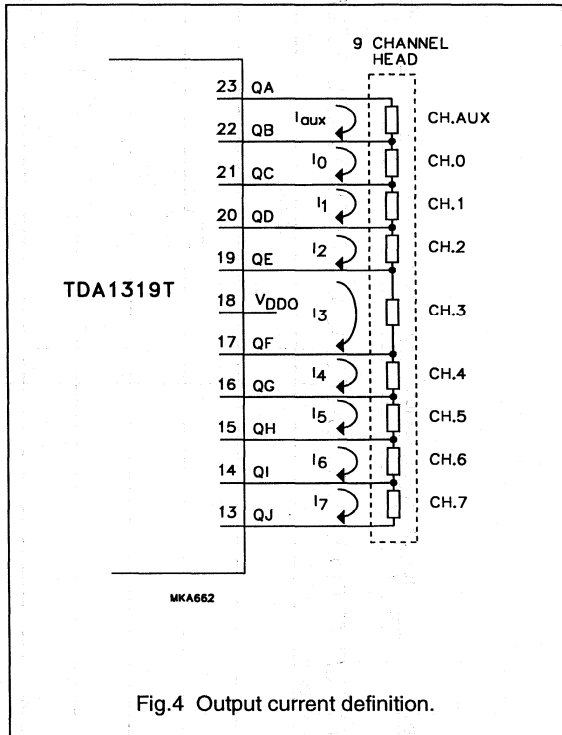 9 CHANNEL
HEAD
23 QA
I aux
CH.AUX
22 QB
I0
CH.0
21 QC
I1
CH.1
20 QD
I2
CH.2
19 QE
TDA1319T
18 VDDO
I3
CH.3
17 QF
I4
CH.4
16 QG
I5
CH.5
15 QH
I6
CH.6
14 QI
I7
CH.7
13 QJ
MKA662
Fig.4 Output current definition.